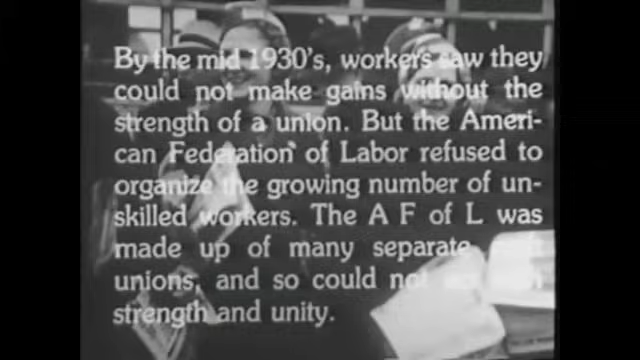 By the mid 1930's, workers saw they
could not make gains without the
strength of a union. But the Ameri-
can Federation of Labor refused to
organize the growing number of un-
skilled workers. The A F of L was
made up of many separate
unions, and so could not
strength and unity.